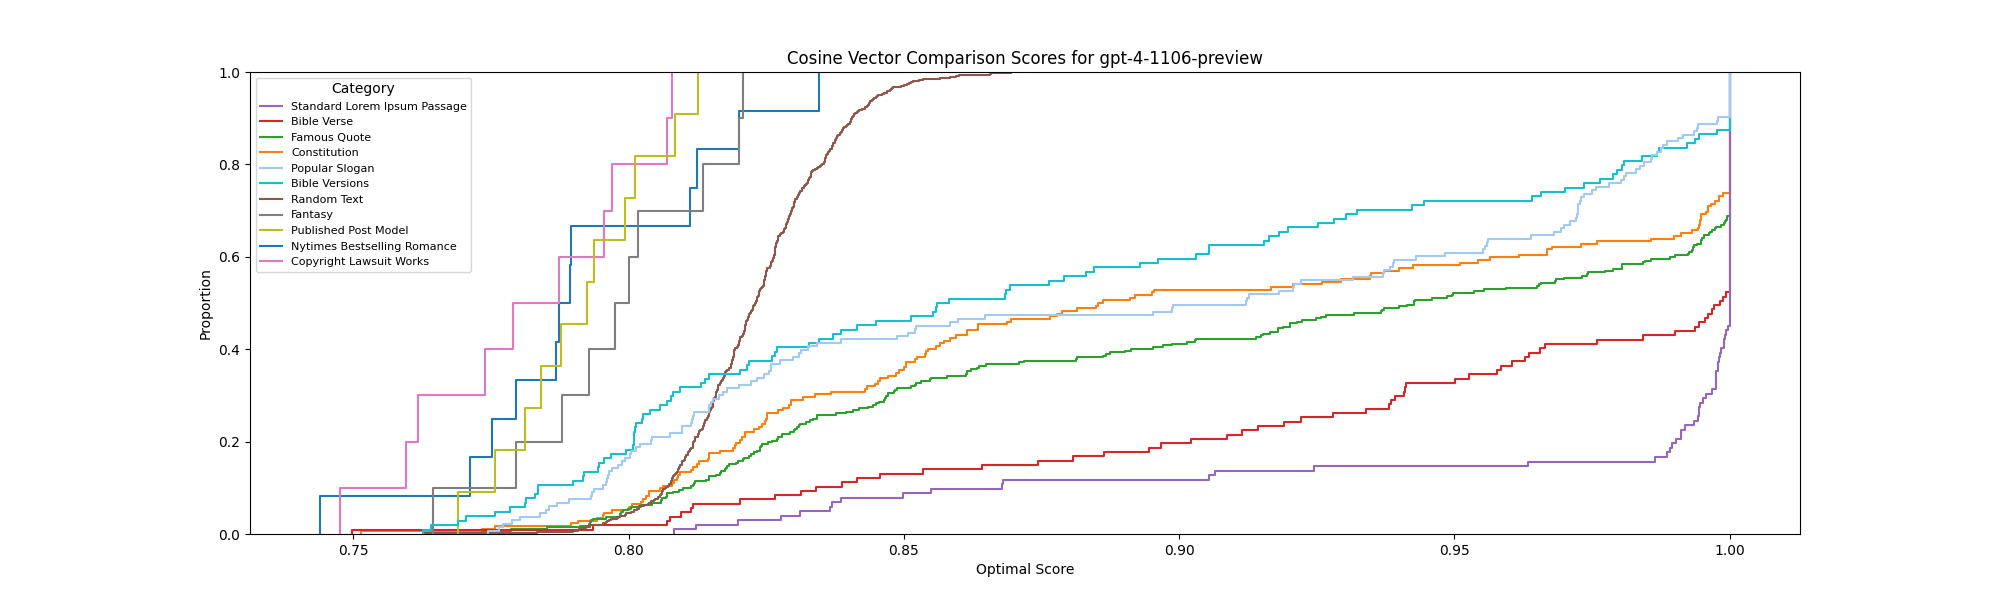 Cosine Vector Comparison Scores for gpt-4-1106-preview
Category
Standard Lorem Ipsum Passage
Bible Verse
Famous Quote
Constitution
Popular Slogan
Bible Versions
Random Text
Fantasy
Published Post Model
Nytimes Bestselling Romance
Copyright Lawsuit Works
Proportion
1.0
0.8
0.6
0.4
0.2
0.0
0.75 0.80 0.85 0.90 0.95 1.00
Optimal Score